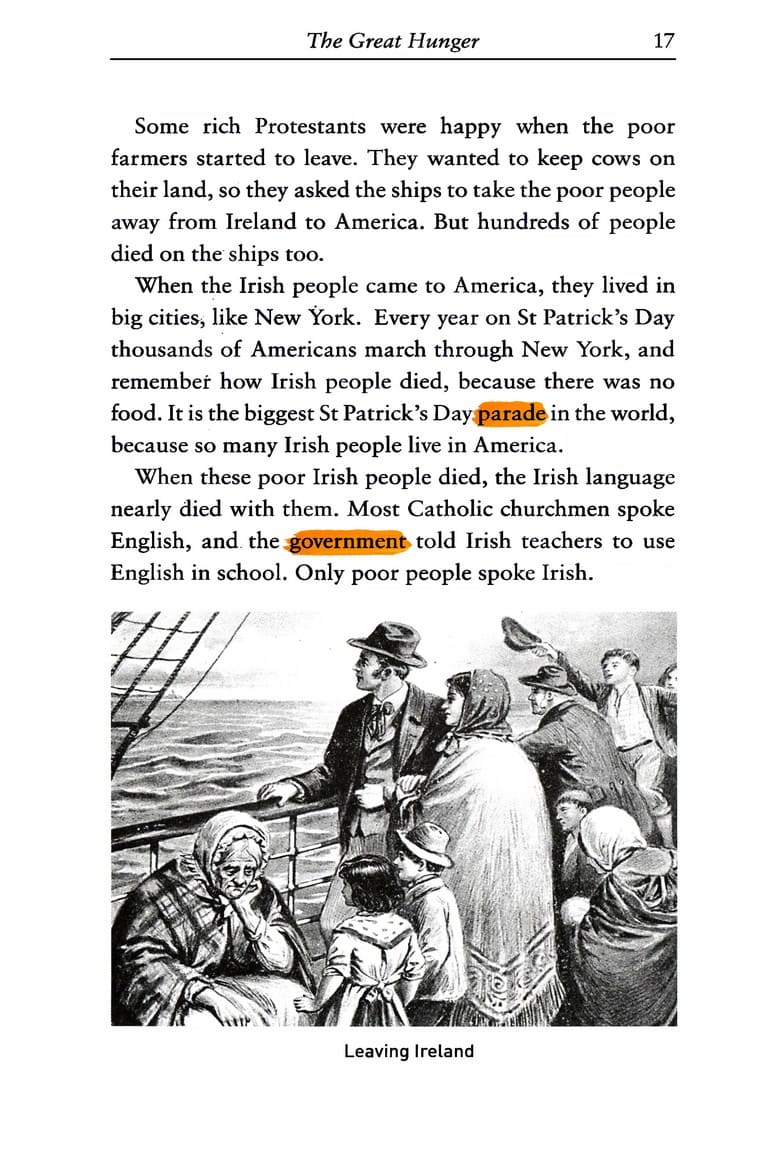 The Great Hunger 17
Some rich Protestants were happy when the poor
farmers started to leave. They wanted to keep cows on
their land, so they asked the ships to take the poor people
away from Ireland to America. But hundreds of people
died on the ships too.
When the Irish people came to America, they lived in
big cities, like New York. Every year on St Patrick's Day
thousands of Americans march through New York, and
remember how Irish people died, because there was no
food. It is the biggest St Patrick's Day parade in the world,
because so many Irish people live in America.
When these poor Irish people died, the Irish language
nearly died with them. Most Catholic churchmen spoke
English, and the government told Irish teachers to use
English in school. Only poor people spoke Irish.
Leaving Ireland